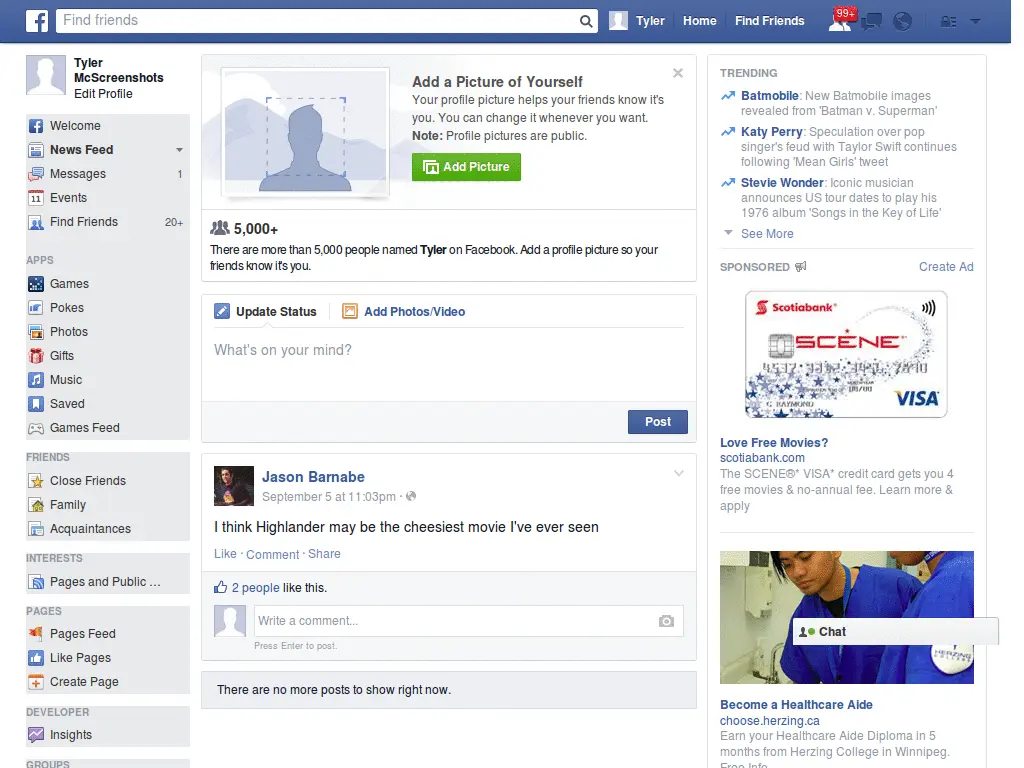 Find friends
Tyler
Home
Find Friends
99+
Tyler
McScreenshots
Edit Profile
Welcome
News Feed
Messages
1
11
Events
Find Friends
20+
APPS
Games
Pokes
Photos
Gifts
Music
Saved
Games Feed
FRIENDS
Close Friends
Family
Acquaintances
INTERESTS
Pages and Public ...
PAGES
Pages Feed
Like Pages
Create Page
DEVELOPER
Insights
GROUPS
Add a Picture of Yourself
Your profile picture helps your friends know it's
you. You can change it whenever you want.
Note: Profile pictures are public.
Add Picture
5,000+
There are more than 5,000 people named Tyler on Facebook. Add a profile picture so your
friends know it's you.
Update Status
Add Photos/Video
What's on your mind?
Post
Jason Barnabe
September 5 at 11:03pm ·
I think Highlander may be the cheesiest movie I've ever seen
Like · Comment · Share
2 people like this.
Write a comment...
Press Enter to post.
There are no more posts to show right now.
TRENDING
Batmobile: New Batmobile images
revealed from 'Batman v. Superman'
Katy Perry: Speculation over pop
singer's feud with Taylor Swift continues
following 'Mean Girls' tweet
Stevie Wonder: Iconic musician
announces US tour dates to play his
1976 album 'Songs in the Key of Life'
See More
SPONSORED
Create Ad
Scotiabank
SCENE
VISA
Love Free Movies?
scotiabank.com
The SCENE®* VISA* credit card gets you 4
free movies & no-annual fee. Learn more &
apply
Chat
HERZING
COLLEGE
Become a Healthcare Aide
choose.herzing.ca
Earn your Healthcare Aide Diploma in 5
months from Herzing College in Winnipeg.
Free Info